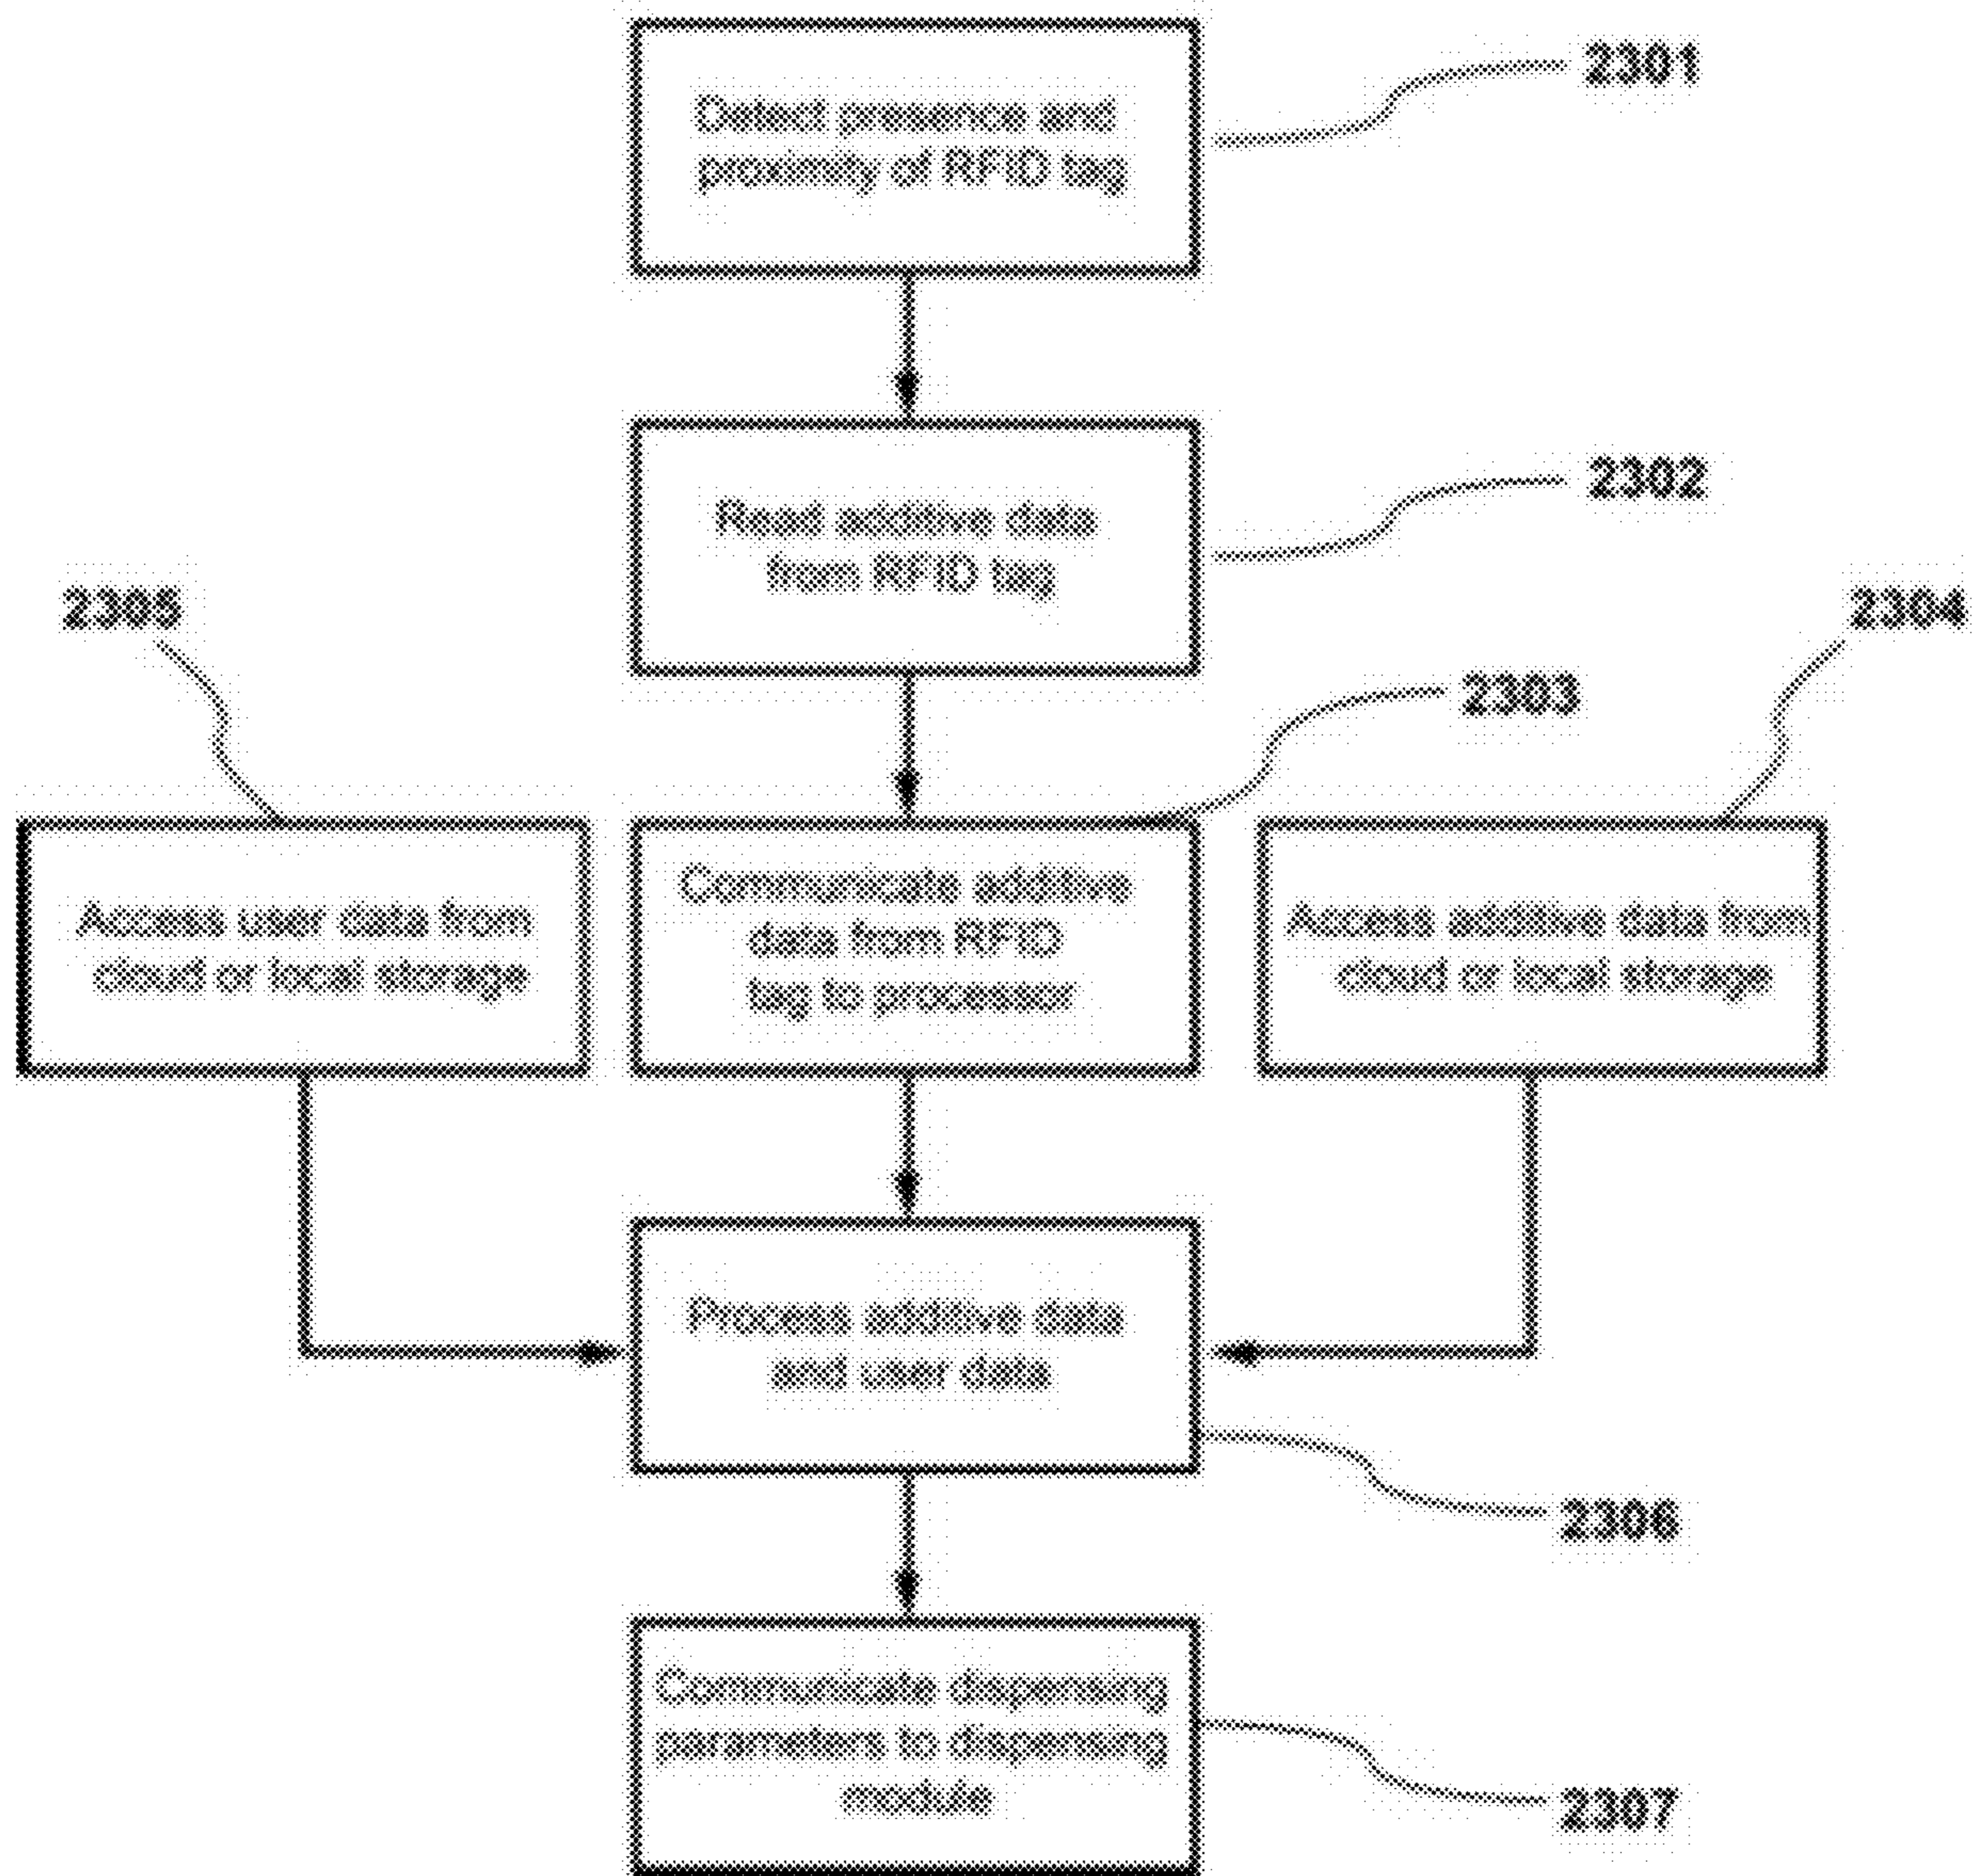 Detect presence and
proximity of RFID tag
2301
Read additive data
from RFID tag
2302
2305
2304
2303
Access user data from
cloud or local storage
Communicate additive
data from RFID
tag to processor
Access additive data from
cloud or local storage
Process additive data
and user data
2306
Communicate dispensing
parameters to dispensing
module
2307